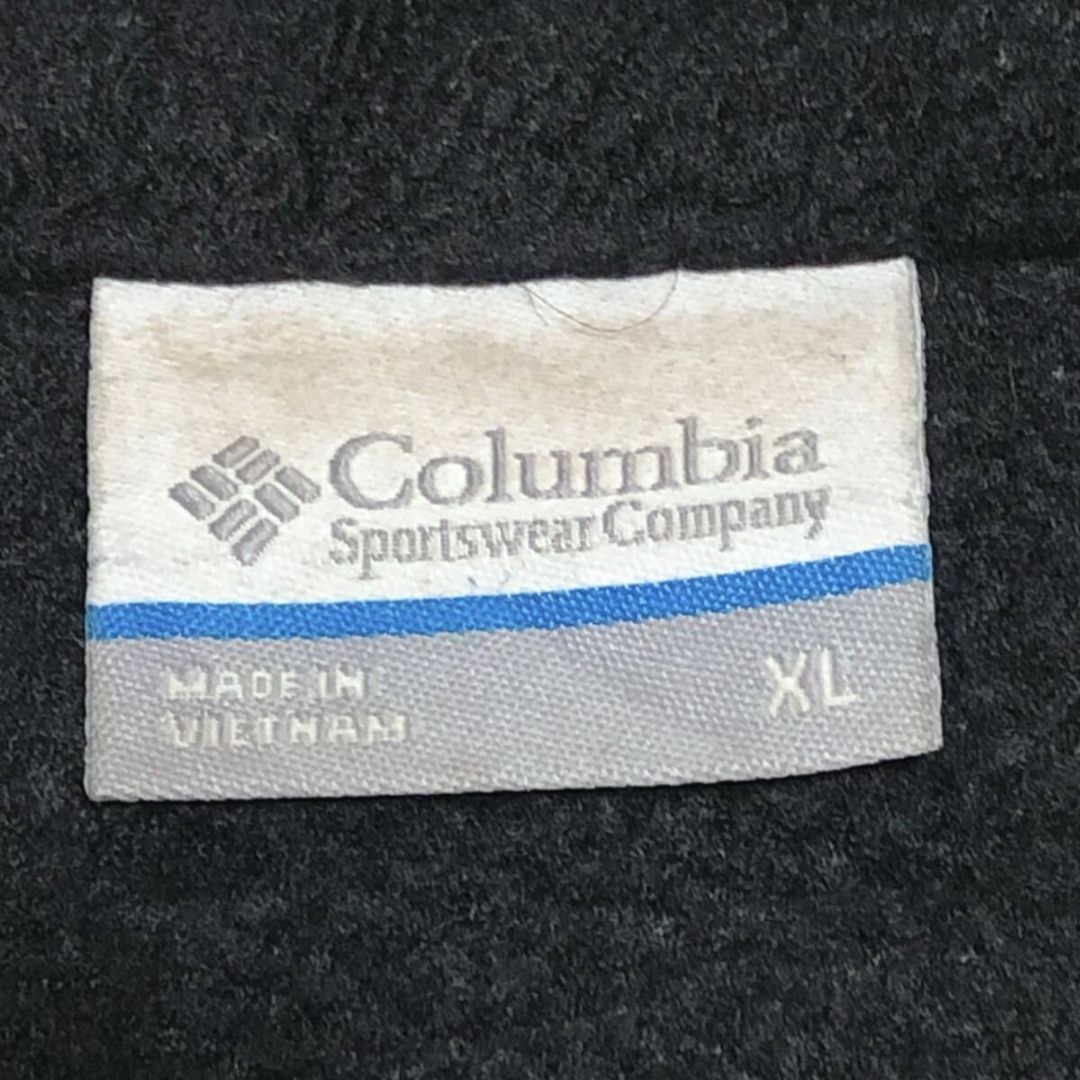 Columbia
Sportswear Company
MADE IN
VIETNAM
XL